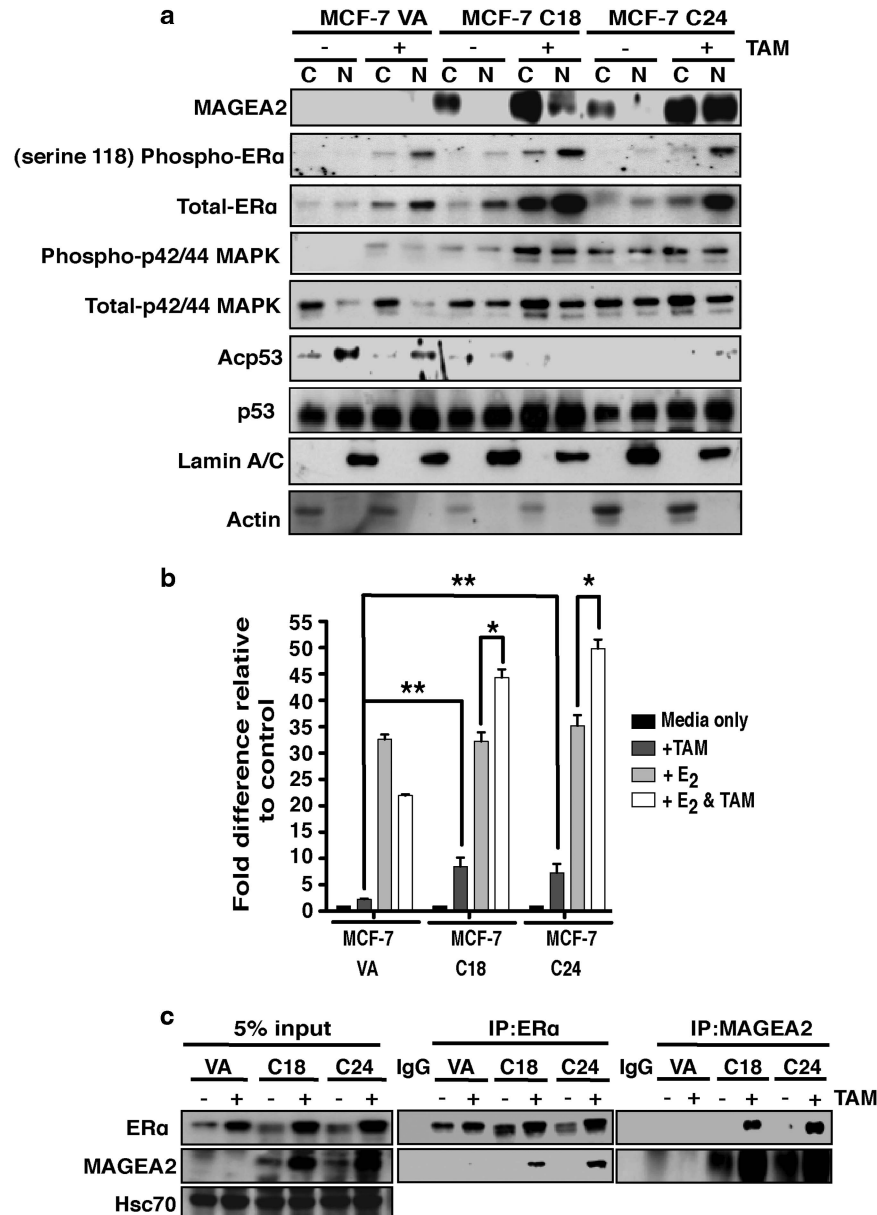 a
MCF-7 VA MCF-7 C18 MCF-7 C24
- + - + - + TAM
C N C N C N C N C N C N
MAGEA2
(serine 118) Phospho-ERα
Total-ERα
Phospho-p42/44 MAPK
Total-p42/44 MAPK
Acp53
p53
Lamin A/C
Actin
b
** *
* **
Fold difference relative
to control
55
50
45
40
35
30
25
20
15
10
5
0
Media only
+TAM
+ E2
+ E2 & TAM
MCF-7 MCF-7 MCF-7
VA C18 C24
c
5% input IP:ERα IP:MAGEA2
VA C18 C24 IgG VA C18 C24 IgG VA C18 C24
- + - + - + - + - + - + - + - + - + TAM
ERα
MAGEA2
Hsc70